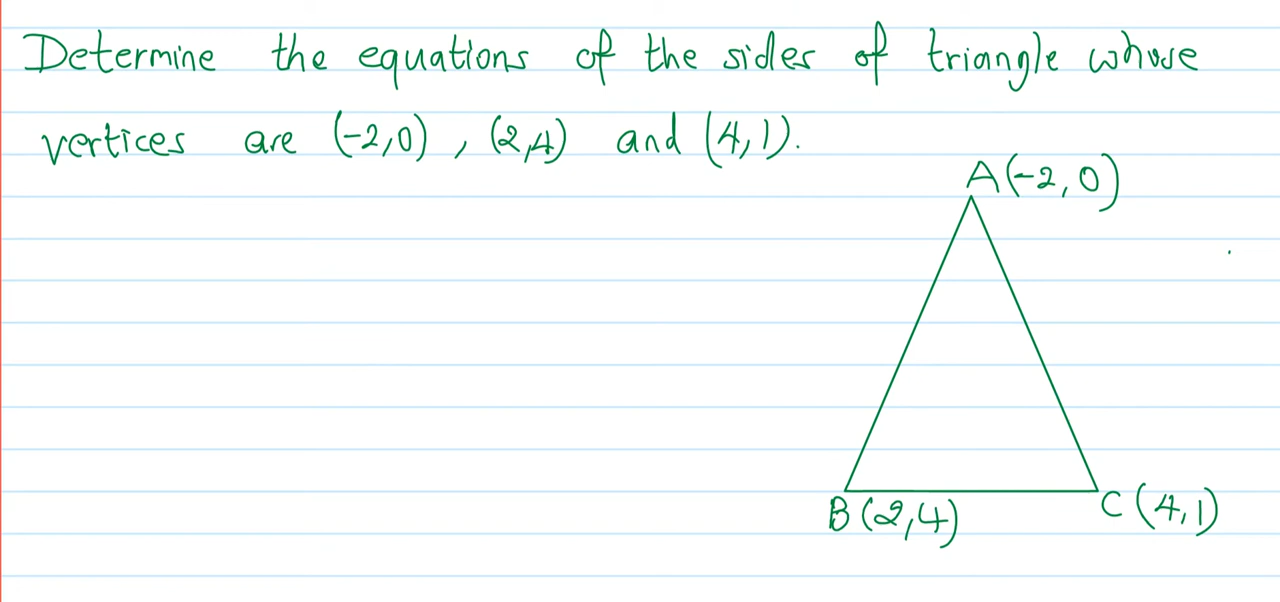 Determine the equations of the sides of triangle whose
vertices are (-2,0) , (2,4) and (4,1).
A(-2,0)
B(2,4)
C(4,1)